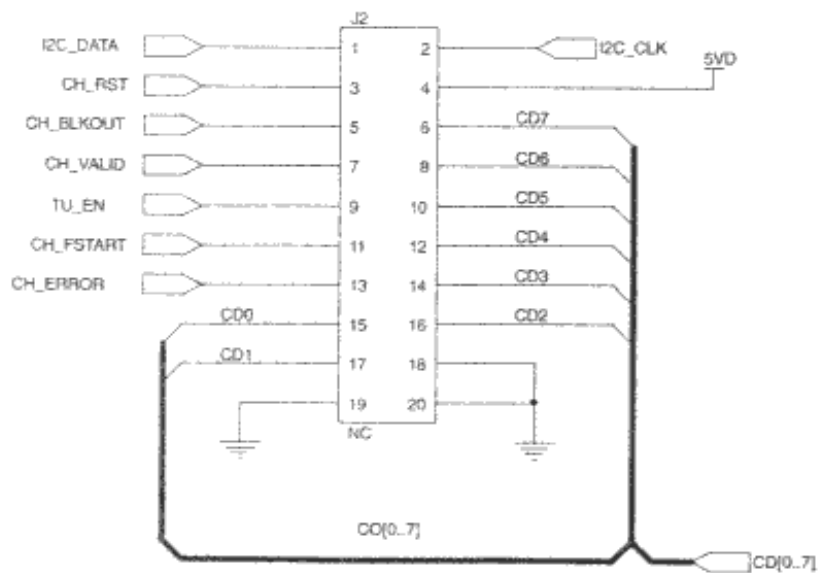 J2
I2C_DATA 1 2 I2C_CLK
5VD
CH_RST 3 4
CH_BLKOUT 5 6 CD7
CH_VALID 7 8 CD6
TU_EN 9 10 CD5
CH_FSTART 11 12 CD4
CH_ERROR 13 14 CD3
CD0 15 16 CD2
CD1 17 18
19 20
NC
CO[0..7]
CD[0..7]